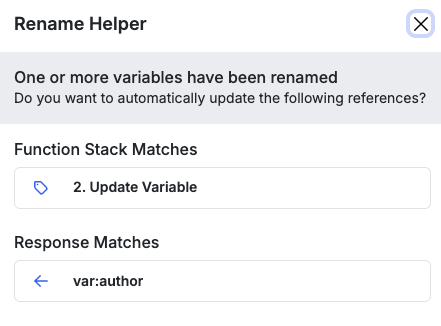 Rename Helper
One or more variables have been renamed
Do you want to automatically update the following references?
Function Stack Matches
2. Update Variable
Response Matches
var:author